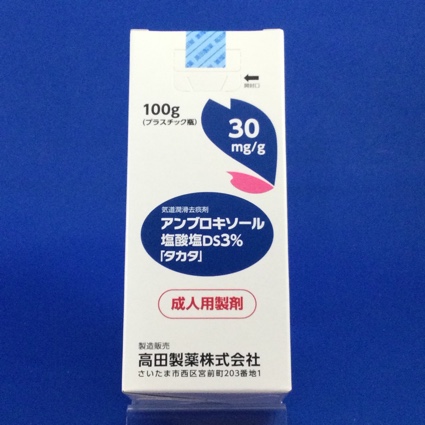 開封口
100g
(プラスチック瓶)
30
mg/g
気道潤滑去痰剤
アンブロキソール
塩酸塩DS3%
「タカタ」
成人用製剤
製造販売
高田製薬株式会社
さいたま市西区宮前町203番地1